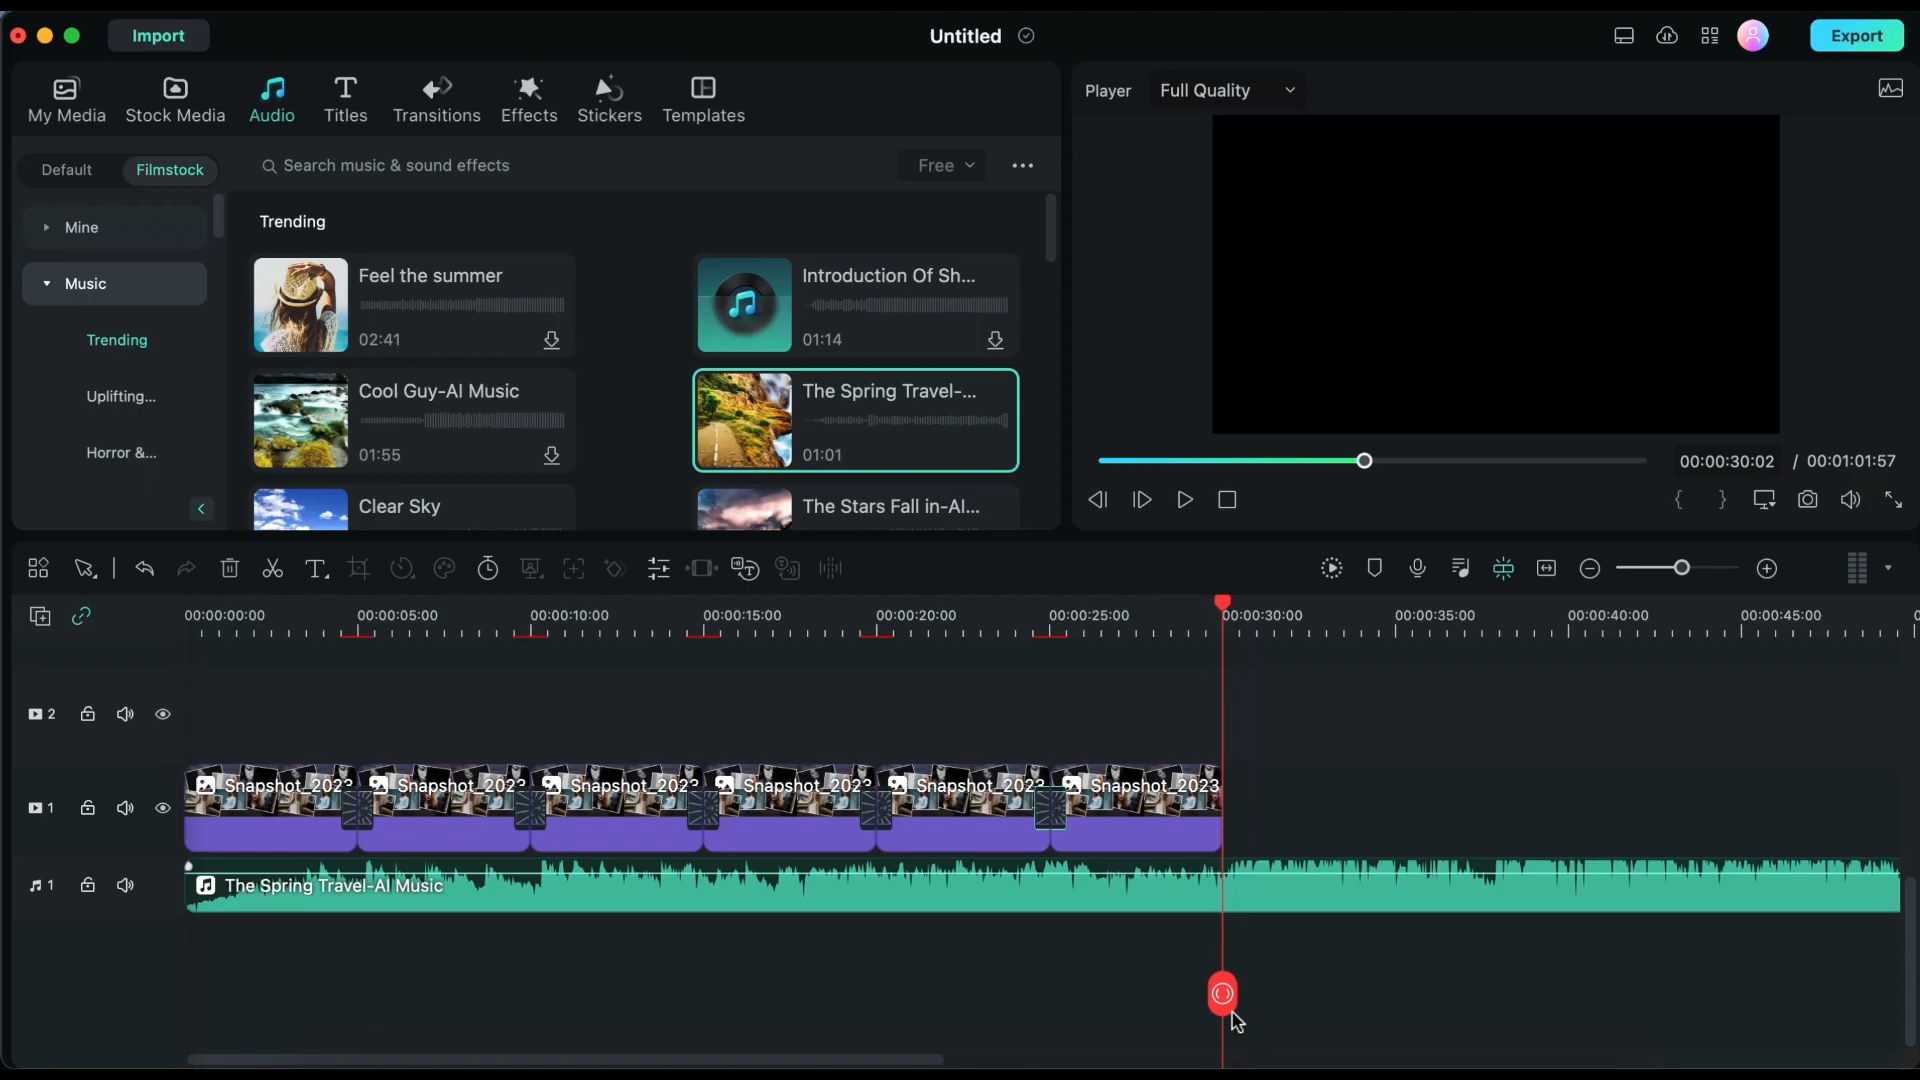 Import
Untitled
Export
My Media
Stock Media
Audio
Titles
Transitions
Effects
Stickers
Templates
Player
Full Quality
Default
Filmstock
Search music & sound effects
Free
Mine
Music
Trending
Uplifting...
Horror &...
Trending
Feel the summer
02:41
Introduction Of Sh...
01:14
Cool Guy-AI Music
01:55
The Spring Travel-...
01:01
Clear Sky
The Stars Fall in-AI...
00:00:30:02 / 00:01:01:57
00:00:00:00
00:00:05:00
00:00:10:00
00:00:15:00
00:00:20:00
00:00:25:00
00:00:30:00
00:00:35:00
00:00:40:00
00:00:45:00
2
1
Snapshot_2023
Snapshot_2023
Snapshot_2023
Snapshot_2023
Snapshot_2023
Snapshot_2023
1
The Spring Travel-AI Music